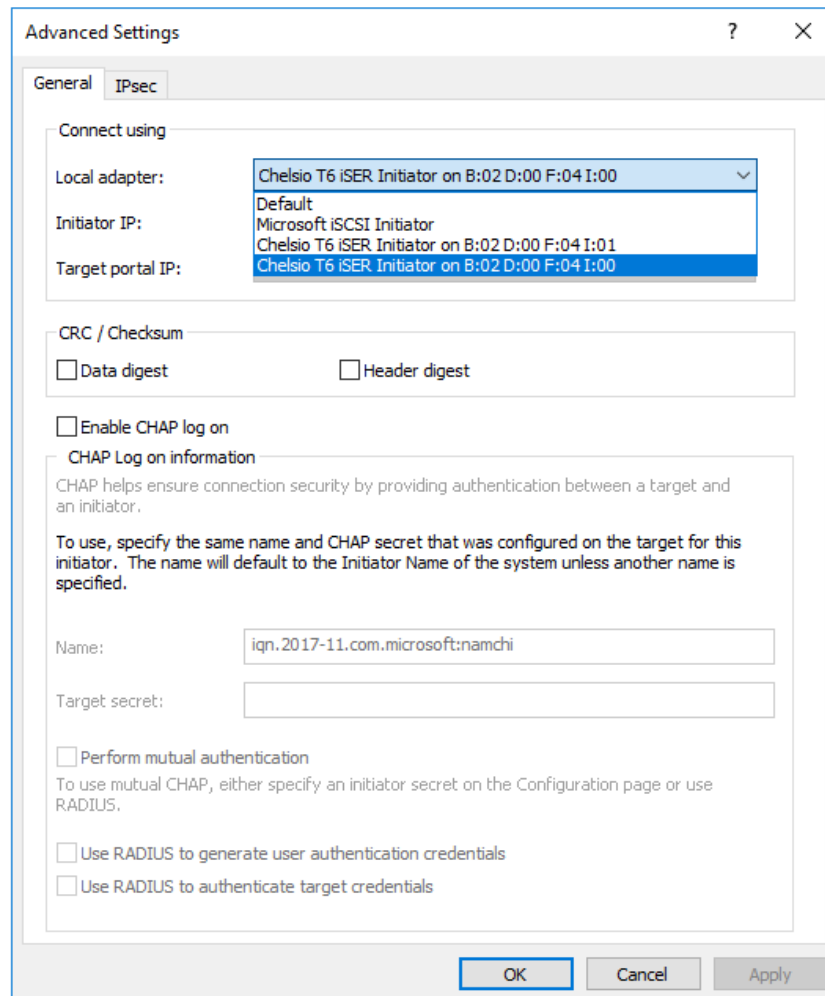 Advanced Settings
?
General
IPsec
Connect using
Local adapter:
Chelsio T6 iSER Initiator on B:02 D:00 F:04 I:00
Default
Microsoft iSCSI Initiator
Chelsio T6 iSER Initiator on B:02 D:00 F:04 I:01
Chelsio T6 iSER Initiator on B:02 D:00 F:04 I:00
Initiator IP:
Target portal IP:
CRC / Checksum
Data digest
Header digest
Enable CHAP log on
CHAP Log on information
CHAP helps ensure connection security by providing authentication between a target and
an initiator.
To use, specify the same name and CHAP secret that was configured on the target for this
initiator.  The name will default to the Initiator Name of the system unless another name is
specified.
Name:
iqn.2017-11.com.microsoft:namchi
Target secret:
Perform mutual authentication
To use mutual CHAP, either specify an initiator secret on the Configuration page or use
RADIUS.
Use RADIUS to generate user authentication credentials
Use RADIUS to authenticate target credentials
OK
Cancel
Apply